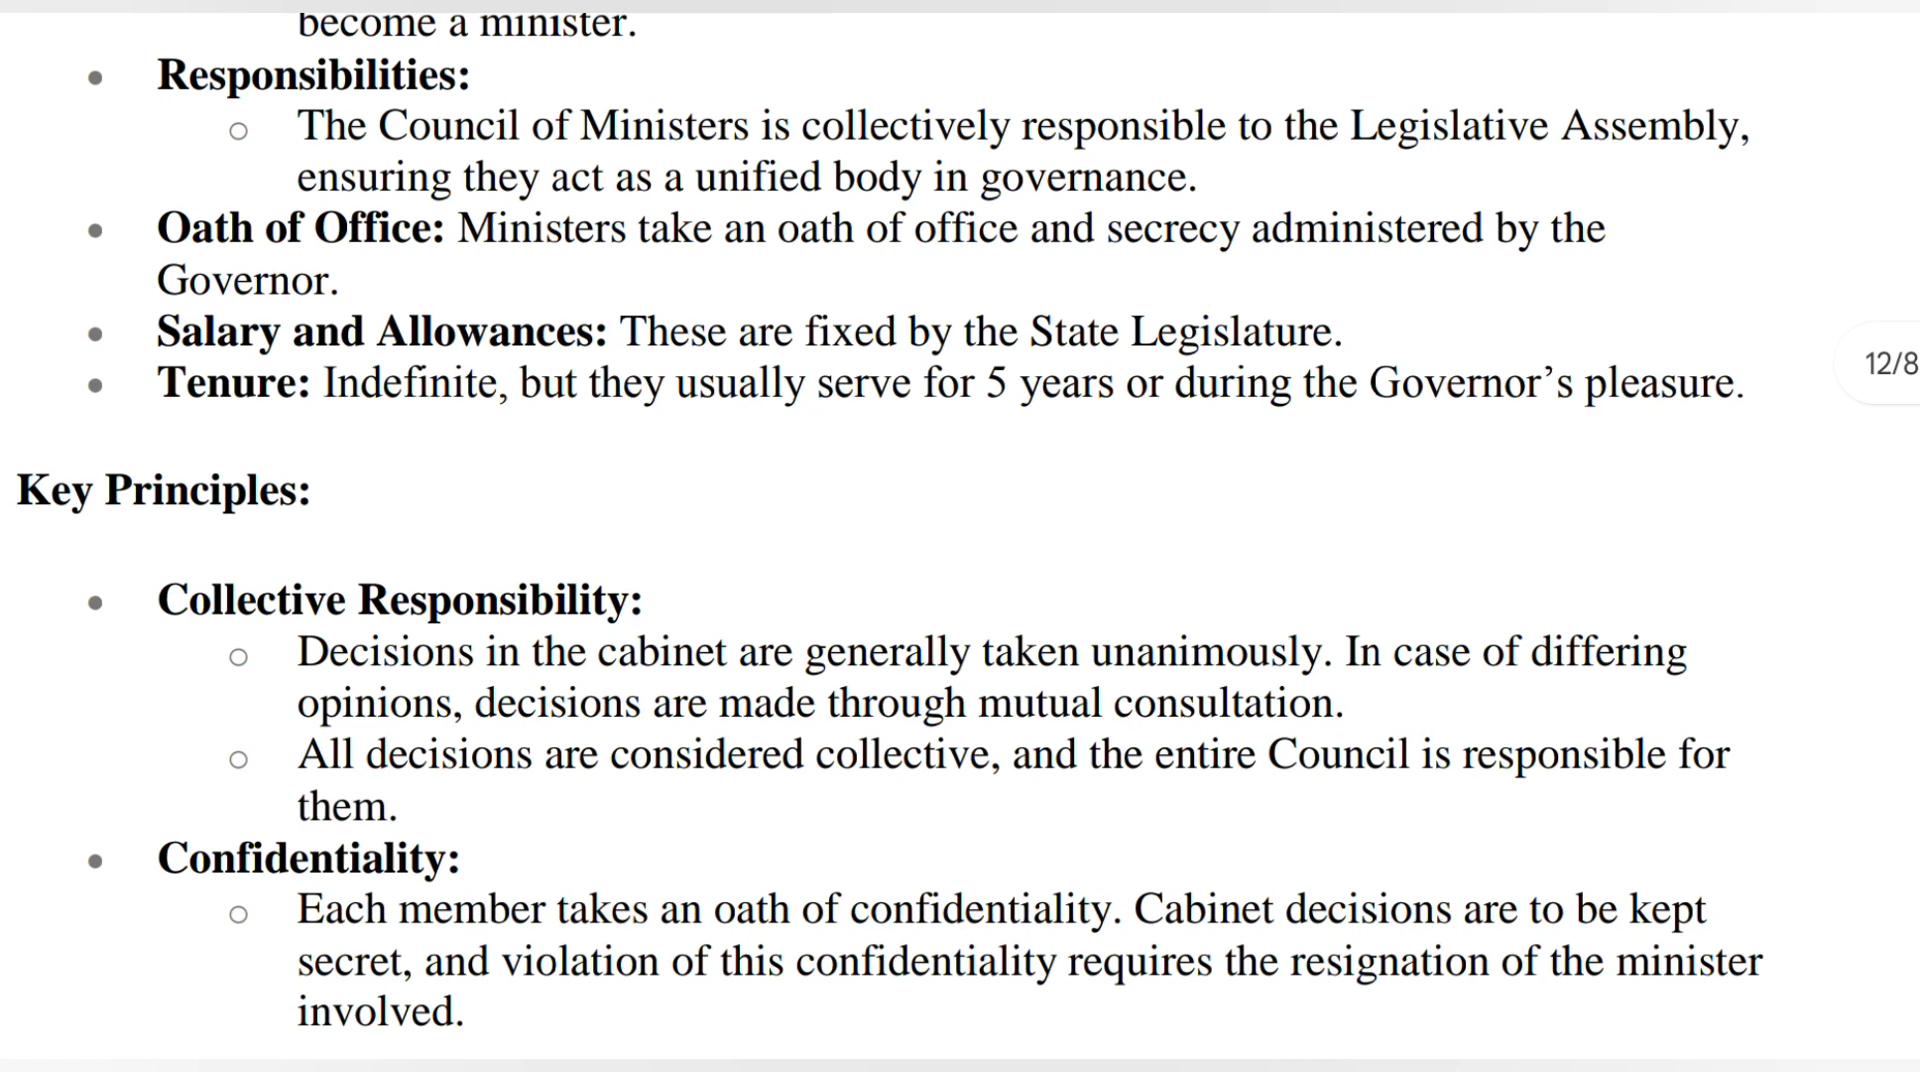 become a minister.
• Responsibilities:
○ The Council of Ministers is collectively responsible to the Legislative Assembly,
ensuring they act as a unified body in governance.
• Oath of Office: Ministers take an oath of office and secrecy administered by the
Governor.
• Salary and Allowances: These are fixed by the State Legislature.
12/8
• Tenure: Indefinite, but they usually serve for 5 years or during the Governor’s pleasure.
Key Principles:
• Collective Responsibility:
○ Decisions in the cabinet are generally taken unanimously. In case of differing
opinions, decisions are made through mutual consultation.
○ All decisions are considered collective, and the entire Council is responsible for
them.
• Confidentiality:
○ Each member takes an oath of confidentiality. Cabinet decisions are to be kept
secret, and violation of this confidentiality requires the resignation of the minister
involved.